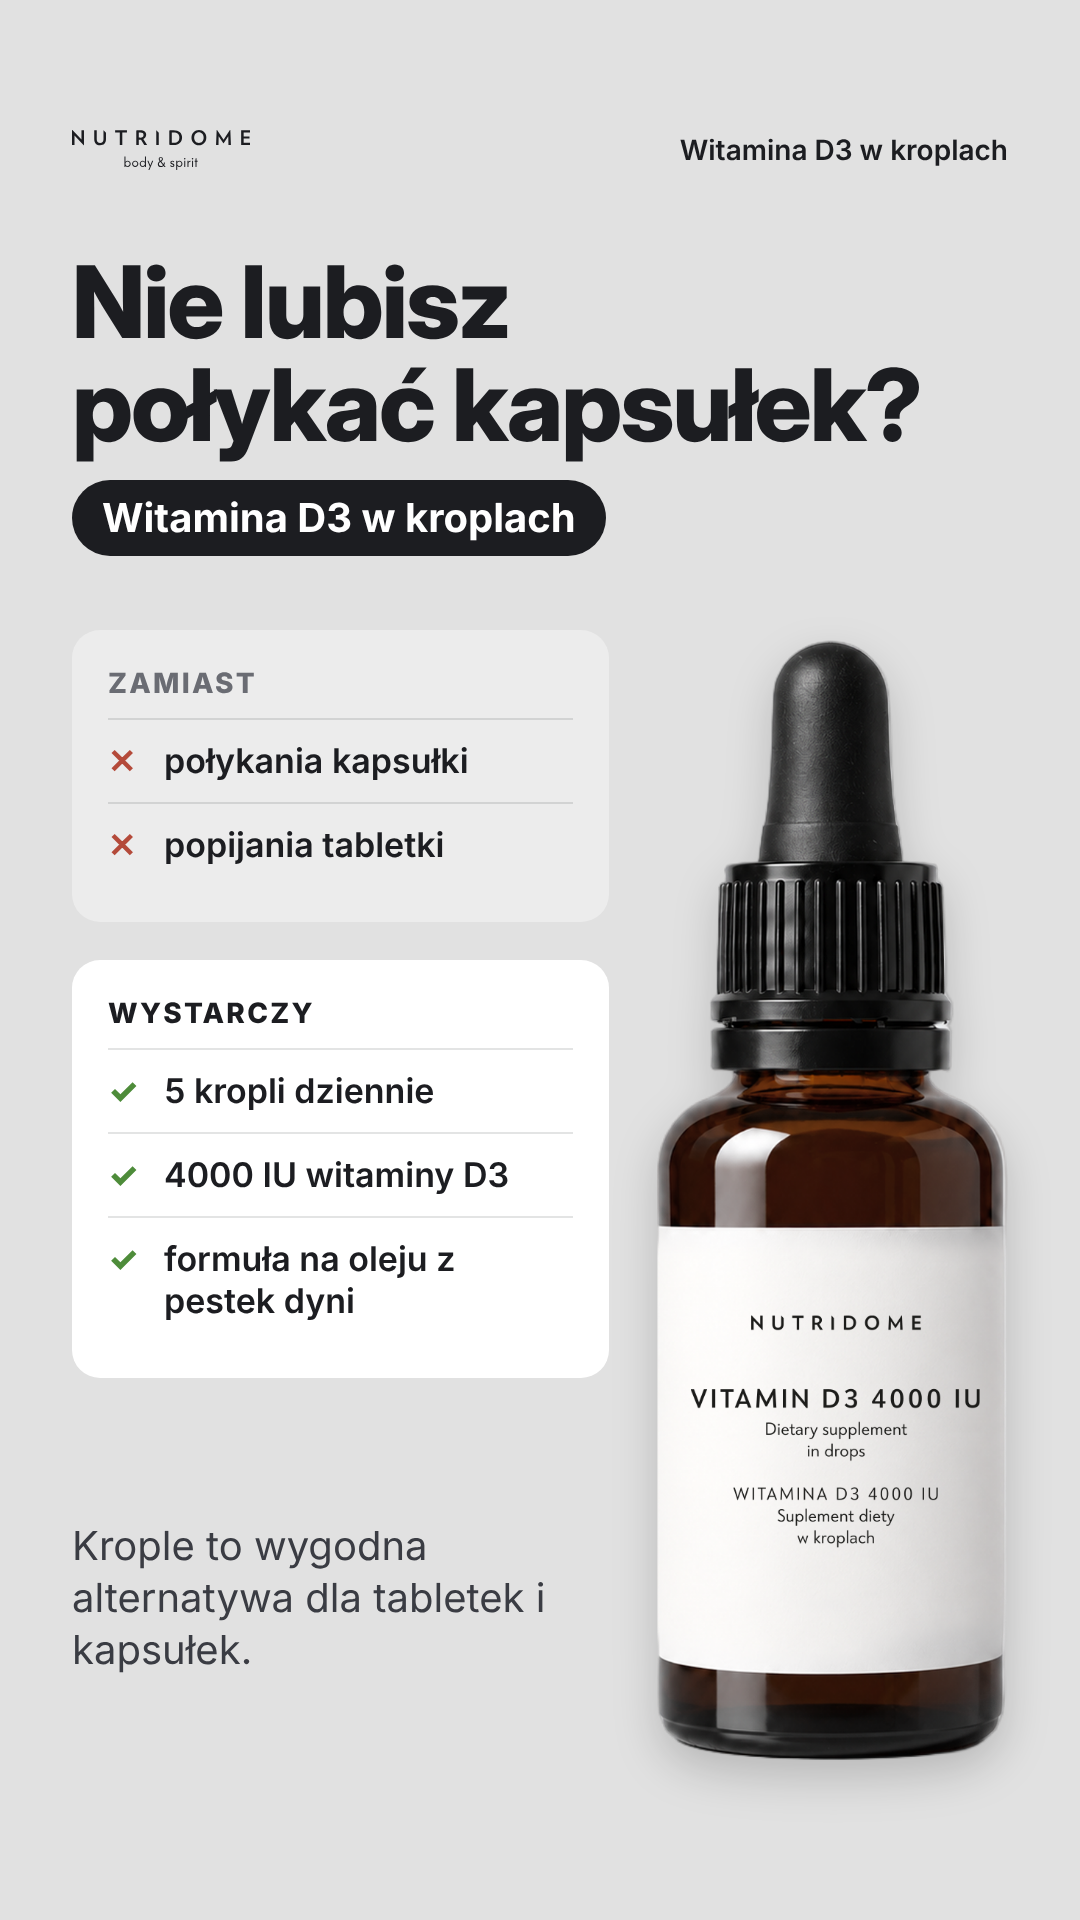 NUTRIDOME
body & spirit
Witamina D3 w kroplach
Nie lubisz
połykać kapsułek?
Witamina D3 w kroplach
ZAMIAST
połykania kapsułki
popijania tabletki
WYSTARCZY
5 kropli dziennie
4000 IU witaminy D3
formuła na oleju z
pestek dyni
Krople to wygodna
alternatywa dla tabletek i
kapsułek.
NUTRIDOME
VITAMIN D3 4000 IU
Dietary supplement
in drops
WITAMINA D3 4000 IU
Suplement diety
w kroplach